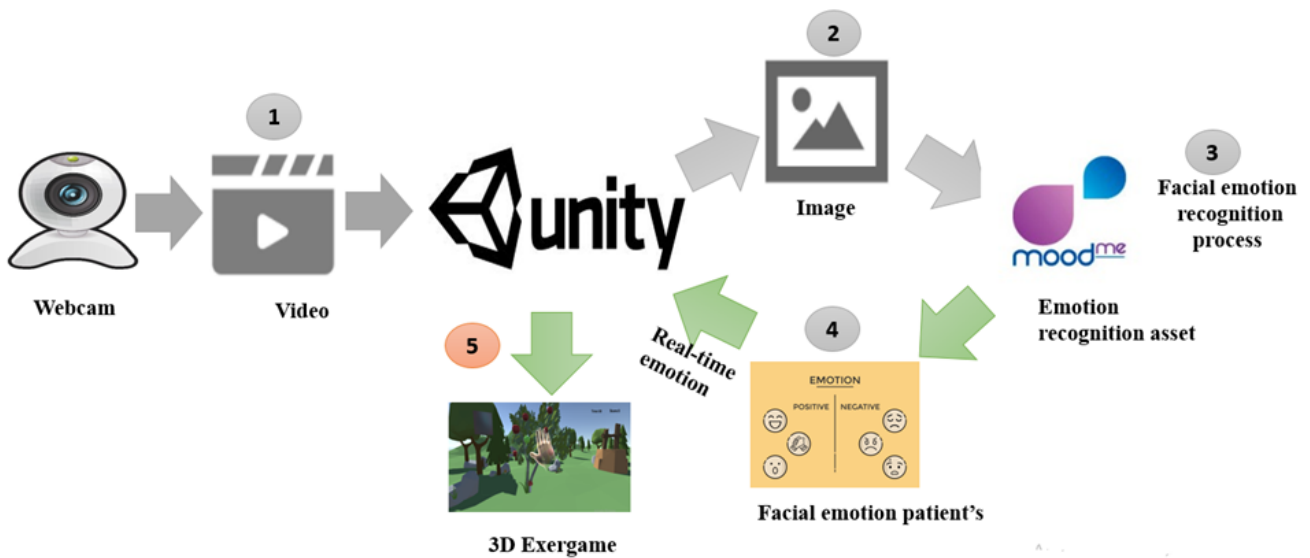 1
2
3
Facial emotion
recognition
process
unity
Webcam
Video
Image
moodme
Emotion
recognition asset
5
Real-time
emotion
4
EMOTION
POSITIVE
NEGATIVE
Facial emotion patient’s
3D Exergame